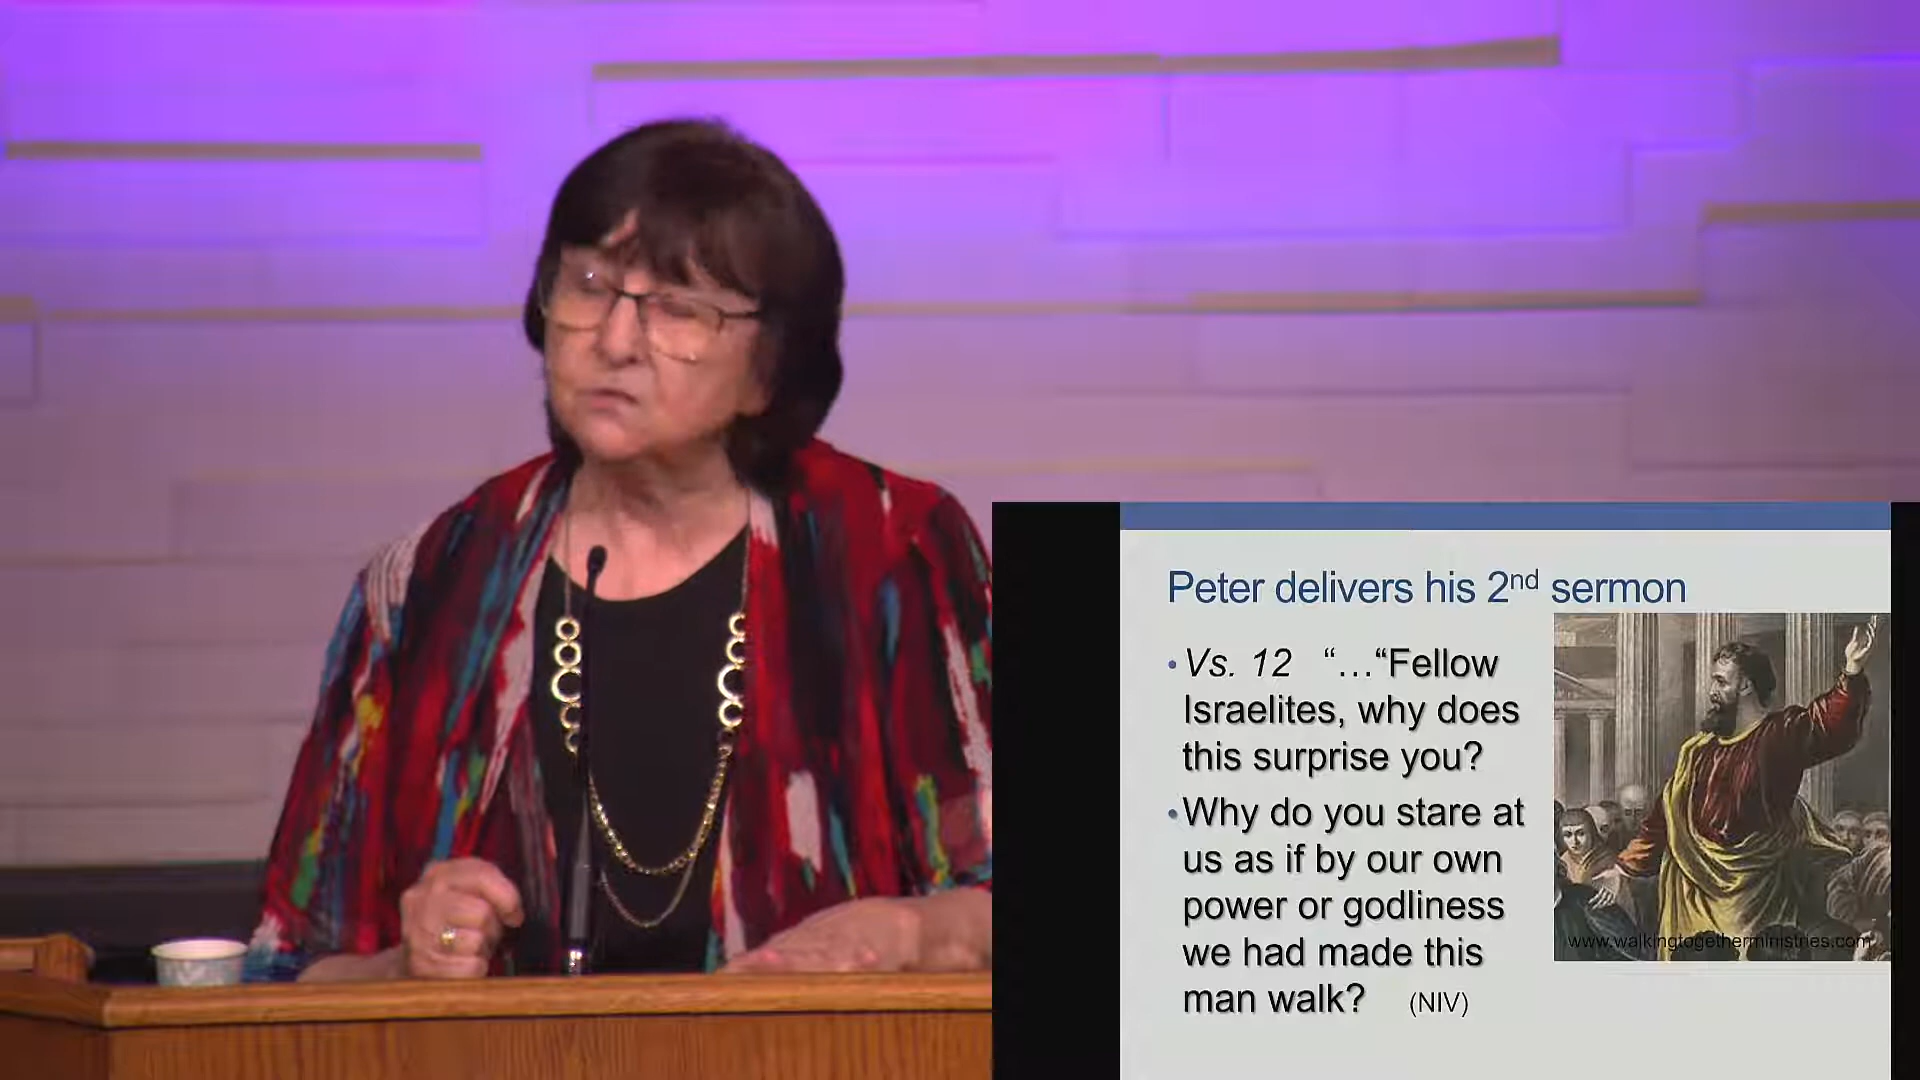 Peter delivers his 2nd sermon
• Vs. 12 “…“Fellow
Israelites, why does
this surprise you?
• Why do you stare at
us as if by our own
power or godliness
we had made this
man walk? (NIV)
www.walkingtogetherministries.com